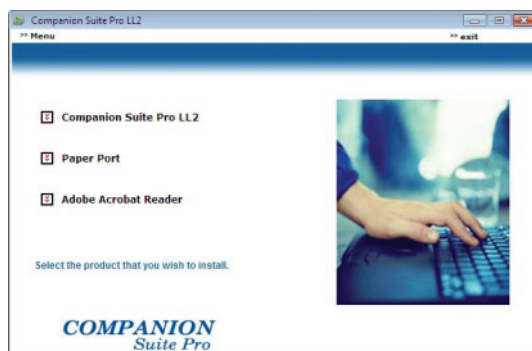 Companion Suite Pro LL2
>> Menu
>> exit
Companion Suite Pro LL2
Paper Port
Adobe Acrobat Reader
Select the product that you wish to install.
COMPANION
Suite Pro